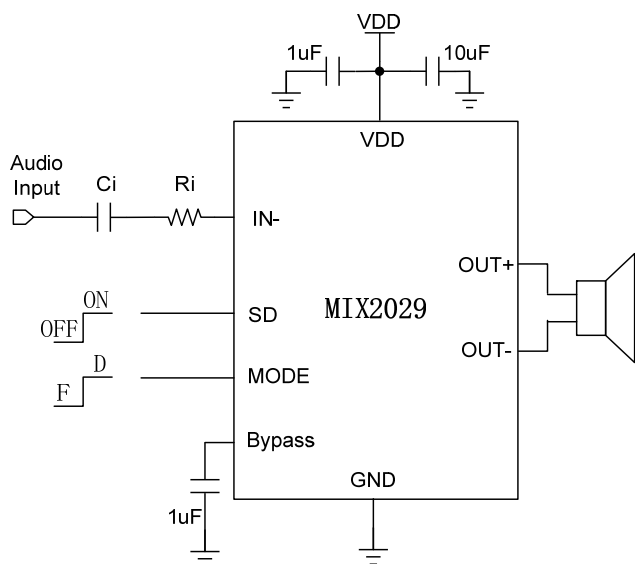 VDD
1uF
10uF
VDD
Audio
Input
Ci
Ri
IN-
OUT+
ON
OFF
SD
MIX2029
OUT-
D
F
MODE
Bypass
GND
1uF